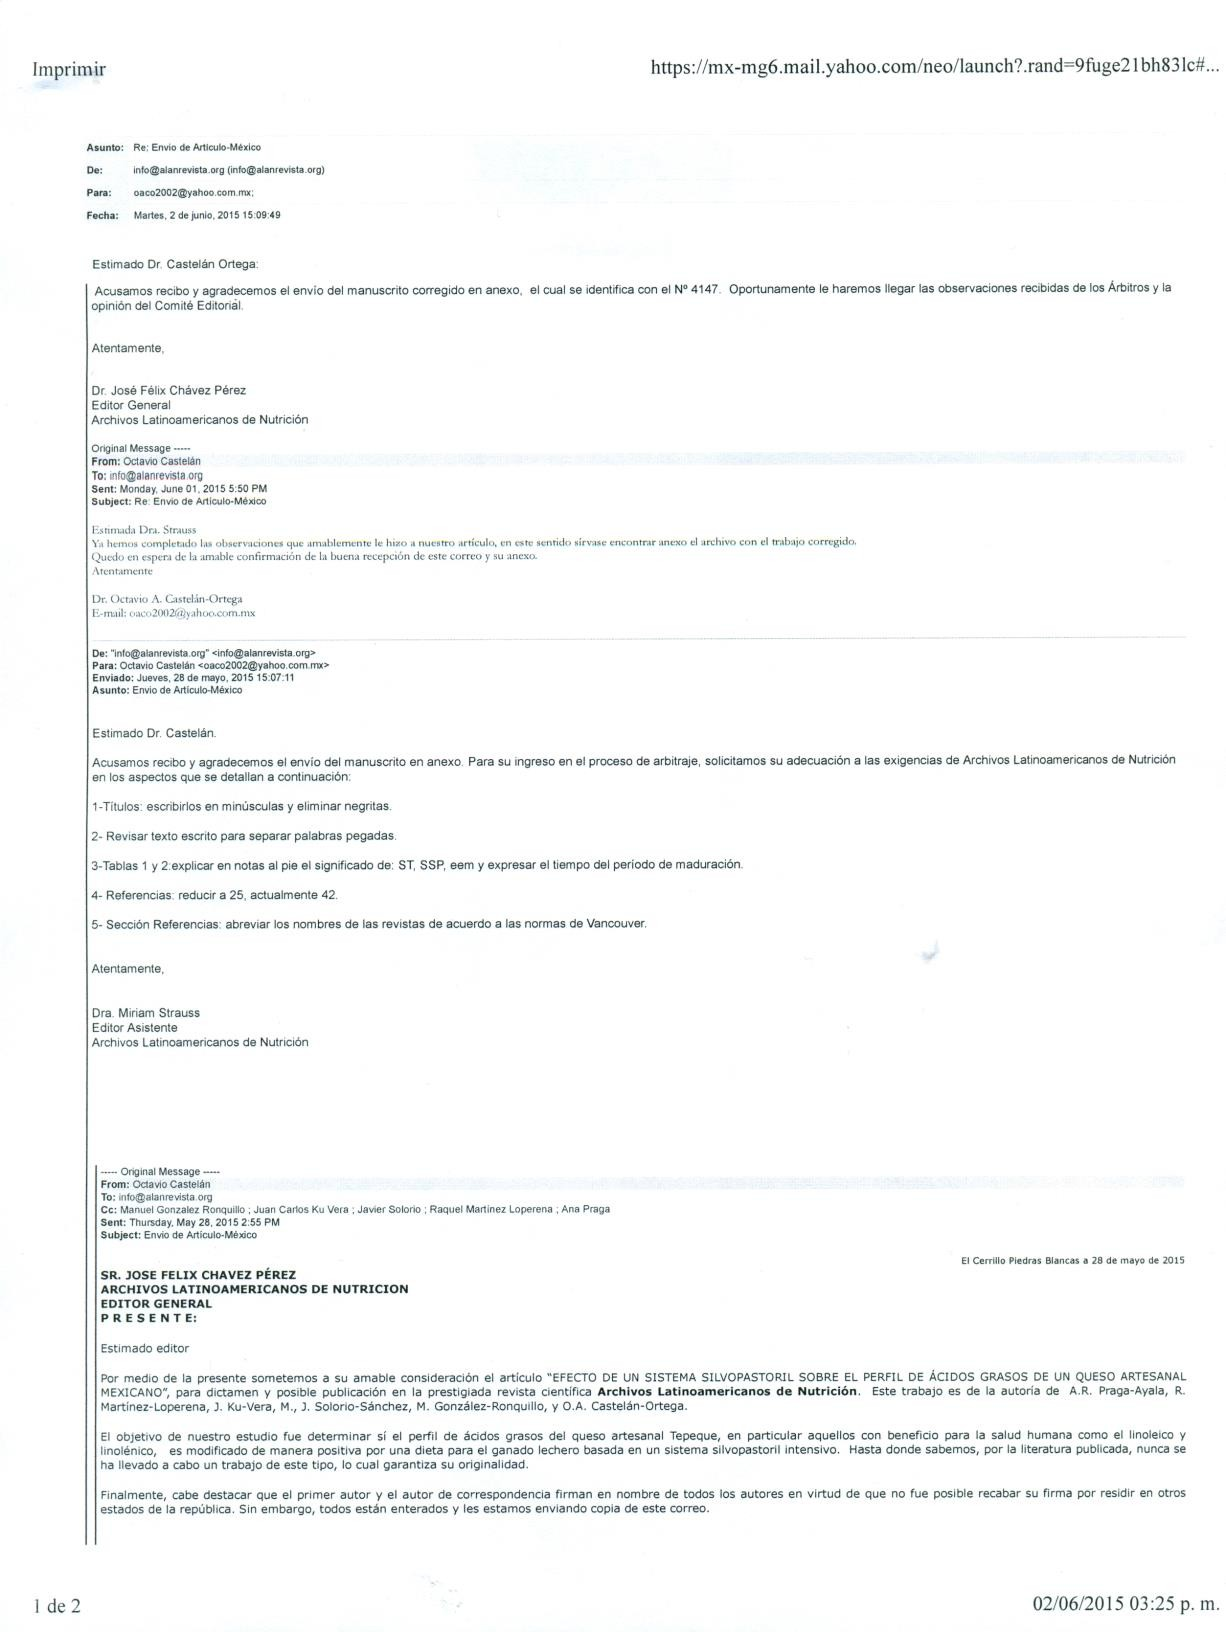 Imprimir
https://mx-mg6.mail.yahoo.com/neo/launch?.rand=9fuge21bh83lc#...
Asunto: Re: Envio de Articulo-México
De: info@alanrevista.org (info@alanrevista.org)
Para: oaco2002@yahoo.com.mx;
Fecha: Martes, 2 de junio, 2015 15:09:49
Estimado Dr. Castelán Ortega:
Acusamos recibo y agradecemos el envío del manuscrito corregido en anexo, el cual se identifica con el Nº 4147. Oportunamente le haremos llegar las observaciones recibidas de los Árbitros y la
opinión del Comité Editorial.
Atentamente,
Dr. José Félix Chávez Pérez
Editor General
Archivos Latinoamericanos de Nutrición
Original Message -----
From: Octavio Castelán
To: info@alanrevista.org
Sent: Monday, June 01, 2015 5:50 PM
Subject: Re: Envio de Artículo-México
Estimada Dra. Strauss
Ya hemos completado las observaciones que amablemente le hizo a nuestro artículo, en este sentido sírvase encontrar anexo el archivo con el trabajo corregido.
Quedo en espera de la amable confirmación de la buena recepción de este correo y su anexo.
Atentamente
Dr. Octavio A. Castelán-Ortega
E-mail: oaco2002@yahoo.com.mx
De: "info@alanrevista.org" <info@alanrevista.org>
Para: Octavio Castelán <oaco2002@yahoo.com.mx>
Enviado: Jueves, 28 de mayo, 2015 15:07:11
Asunto: Envio de Artículo-México
Estimado Dr. Castelán.
Acusamos recibo y agradecemos el envío del manuscrito en anexo. Para su ingreso en el proceso de arbitraje, solicitamos su adecuación a las exigencias de Archivos Latinoamericanos de Nutrición
en los aspectos que se detallan a continuación:
1-Títulos: escribirlos en minúsculas y eliminar negritas.
2- Revisar texto escrito para separar palabras pegadas.
3-Tablas 1 y 2:explicar en notas al pie el significado de: ST, SSP, eem y expresar el tiempo del período de maduración.
4- Referencias: reducir a 25, actualmente 42.
5- Sección Referencias: abreviar los nombres de las revistas de acuerdo a las normas de Vancouver.
Atentamente,
Dra. Miriam Strauss
Editor Asistente
Archivos Latinoamericanos de Nutrición
----- Original Message -----
From: Octavio Castelán
To: info@alanrevista.org
Cc: Manuel Gonzalez Ronquillo ; Juan Carlos Ku Vera ; Javier Solorio ; Raquel Martínez Loperena ; Ana Praga
Sent: Thursday, May 28, 2015 2:55 PM
Subject: Envio de Artículo-México
El Cerrillo Piedras Blancas a 28 de mayo de 2015
SR. JOSE FELIX CHAVEZ PÉREZ
ARCHIVOS LATINOAMERICANOS DE NUTRICION
EDITOR GENERAL
P R E S E N T E:
Estimado editor
Por medio de la presente sometemos a su amable consideración el artículo "EFECTO DE UN SISTEMA SILVOPASTORIL SOBRE EL PERFIL DE ÁCIDOS GRASOS DE UN QUESO ARTESANAL
MEXICANO", para dictamen y posible publicación en la prestigiada revista científica Archivos Latinoamericanos de Nutrición. Este trabajo es de la autoría de A.R. Praga-Ayala, R.
Martínez-Loperena, J. Ku-Vera, M., J. Solorio-Sánchez, M. González-Ronquillo, y O.A. Castelán-Ortega.
El objetivo de nuestro estudio fue determinar sí el perfil de ácidos grasos del queso artesanal Tepeque, en particular aquellos con beneficio para la salud humana como el linoleico y
linolénico, es modificado de manera positiva por una dieta para el ganado lechero basada en un sistema silvopastoril intensivo. Hasta donde sabemos, por la literatura publicada, nunca se
ha llevado a cabo un trabajo de este tipo, lo cual garantiza su originalidad.
Finalmente, cabe destacar que el primer autor y el autor de correspondencia firman en nombre de todos los autores en virtud de que no fue posible recabar su firma por residir en otros
estados de la república. Sin embargo, todos están enterados y les estamos enviando copia de este correo.
1 de 2
02/06/2015 03:25 p. m.